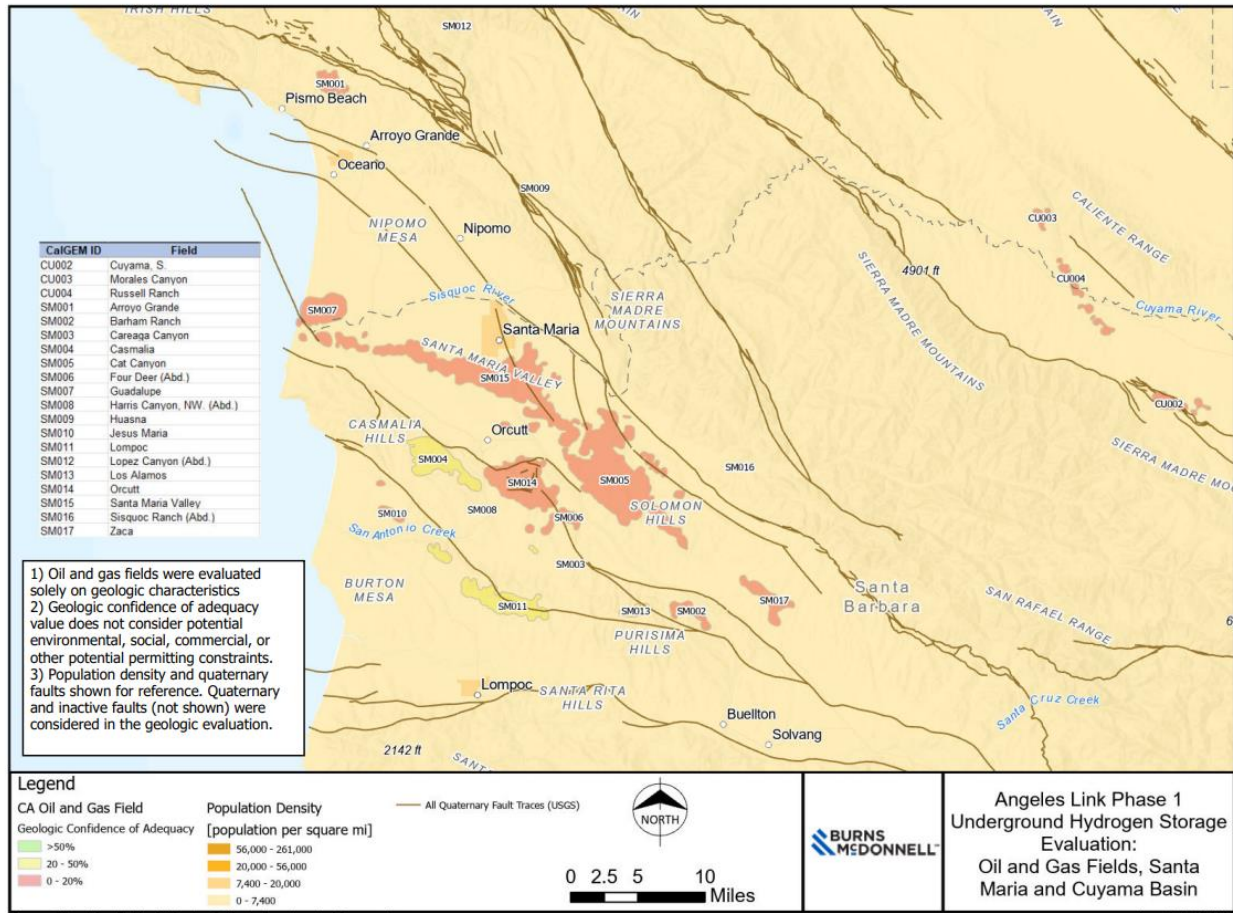 IRISH HILLS
SM012
SM001
Pismo Beach
Arroyo Grande
Oceano
SM009
NIPOMO
MESA
Nipomo
CU003
CALIENTE RANGE
4901 ft
CU004
Cuyama River
SIERRA MADRE MOUNTAINS
SIERRA
MADRE
MOUNTAINS
Sisquoc River
SM007
Santa Maria
SANTA MARIA VALLEY
SM015
CU002
SIERRA MADRE MOU
CASMALIA
HILLS
Orcutt
SM004
SM014
SM005
SM016
SOLOMON
HILLS
SM010
SM008
SM006
San Antonio Creek
SM003
BURTON
MESA
SM011
SM013
SM002
SM017
PURISIMA
HILLS
Santa
Barbara
SAN RAFAEL RANGE
6
Lompoc
SANTA RITA
HILLS
Buellton
Solvang
Santa Cruz Creek
2142 ft
SANTA
CalGEM ID Field
CU002 Cuyama, S.
CU003 Morales Canyon
CU004 Russell Ranch
SM001 Arroyo Grande
SM002 Barham Ranch
SM003 Careaga Canyon
SM004 Casmalia
SM005 Cat Canyon
SM006 Four Deer (Abd.)
SM007 Guadalupe
SM008 Harris Canyon, NW. (Abd.)
SM009 Huasna
SM010 Jesus Maria
SM011 Lompoc
SM012 Lopez Canyon (Abd.)
SM013 Los Alamos
SM014 Orcutt
SM015 Santa Maria Valley
SM016 Sisquoc Ranch (Abd.)
SM017 Zaca
1) Oil and gas fields were evaluated
solely on geologic characteristics
2) Geologic confidence of adequacy
value does not consider potential
environmental, social, commercial, or
other potential permitting constraints.
3) Population density and quaternary
faults shown for reference. Quaternary
and inactive faults (not shown) were
considered in the geologic evaluation.
Legend
CA Oil and Gas Field
Geologic Confidence of Adequacy
>50%
20 - 50%
0 - 20%
Population Density
[population per square mi]
56,000 - 261,000
20,000 - 56,000
7,400 - 20,000
0 - 7,400
All Quaternary Fault Traces (USGS)
NORTH
0 2.5 5 10
Miles
BURNS
McDONNELL
Angeles Link Phase 1
Underground Hydrogen Storage
Evaluation:
Oil and Gas Fields, Santa
Maria and Cuyama Basin